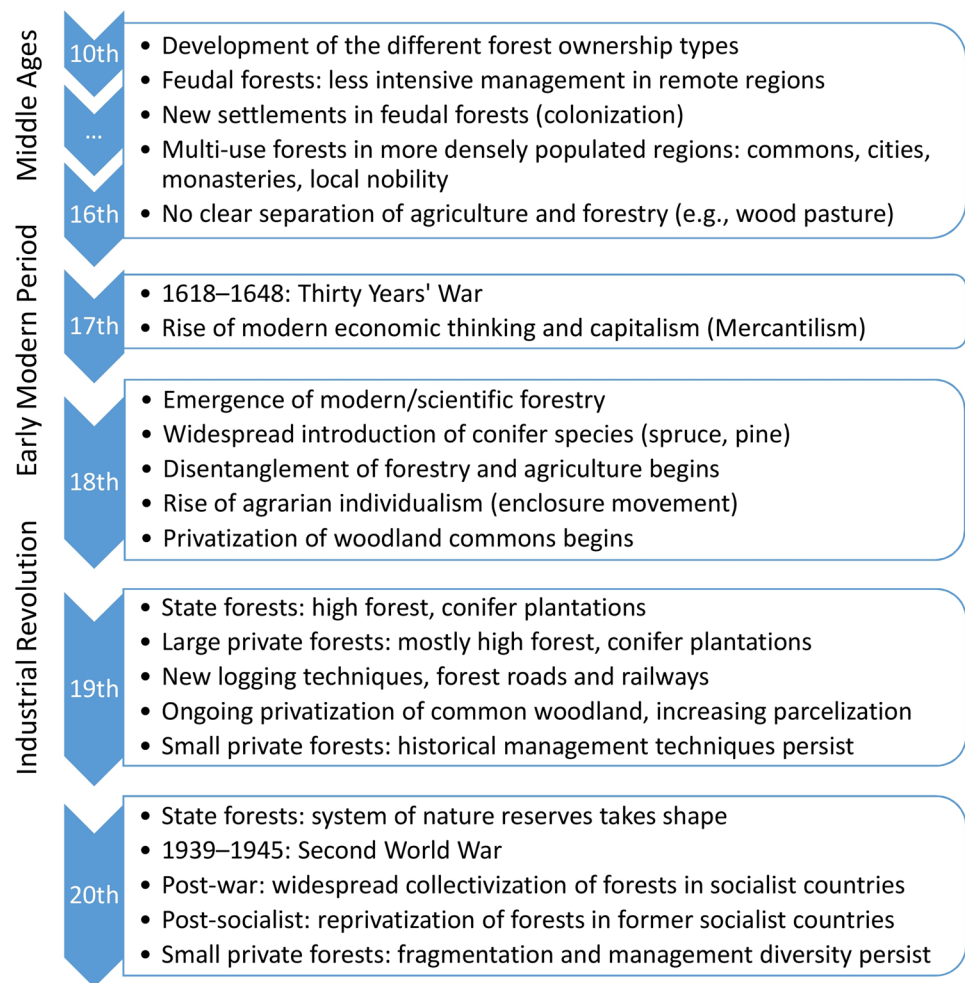 Middle Ages
10th
...
16th
• Development of the different forest ownership types
• Feudal forests: less intensive management in remote regions
• New settlements in feudal forests (colonization)
• Multi-use forests in more densely populated regions: commons, cities,
monasteries, local nobility
• No clear separation of agriculture and forestry (e.g., wood pasture)
Early Modern Period
17th
• 1618–1648: Thirty Years' War
• Rise of modern economic thinking and capitalism (Mercantilism)
18th
• Emergence of modern/scientific forestry
• Widespread introduction of conifer species (spruce, pine)
• Disentanglement of forestry and agriculture begins
• Rise of agrarian individualism (enclosure movement)
• Privatization of woodland commons begins
Industrial Revolution
19th
• State forests: high forest, conifer plantations
• Large private forests: mostly high forest, conifer plantations
• New logging techniques, forest roads and railways
• Ongoing privatization of common woodland, increasing parcelization
• Small private forests: historical management techniques persist
20th
• State forests: system of nature reserves takes shape
• 1939–1945: Second World War
• Post-war: widespread collectivization of forests in socialist countries
• Post-socialist: reprivatization of forests in former socialist countries
• Small private forests: fragmentation and management diversity persist